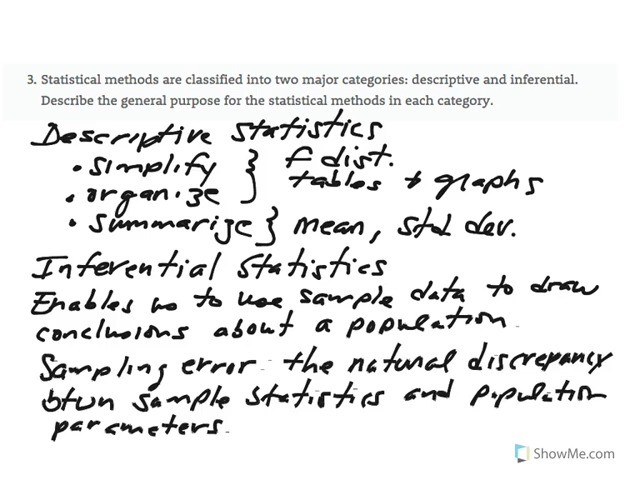 3. Statistical methods are classified into two major categories: descriptive and inferential.
Describe the general purpose for the statistical methods in each category.
Descriptive Statistics
• simplify } f dist.
• organize } tables + graphs
• summarize } mean, std dev.
Inferential Statistics
Enables us to use sample data to draw
conclusions about a population.
Sampling error - the natural discrepancy
btwn sample statistics and population
parameters.
ShowMe.com